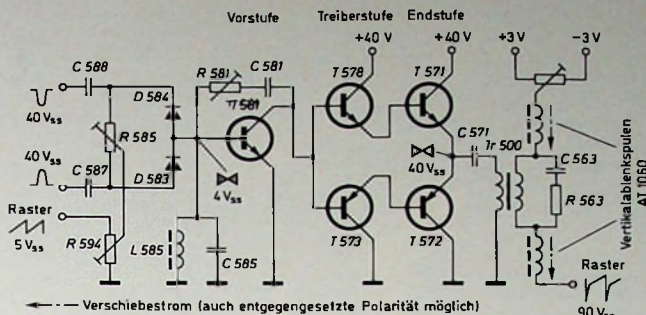 Vorstufe Treiberstufe Endstufe
+40 V +40 V
+3V −3V
C 588
R 581 C 581
T 578 T 571
D 584
T 581
40 Vss
R 585
C 571 Tr 500
C 563
40 Vss
C 587
D 583
4 Vss
40 Vss
R 563
Raster
5 Vss
R 594
L 585
C 585
T 573 T 572
Vertikalablenkspulen
AT 1060
Raster
90 Vss
Verschiebestrom (auch entgegengesetzte Polarität möglich)